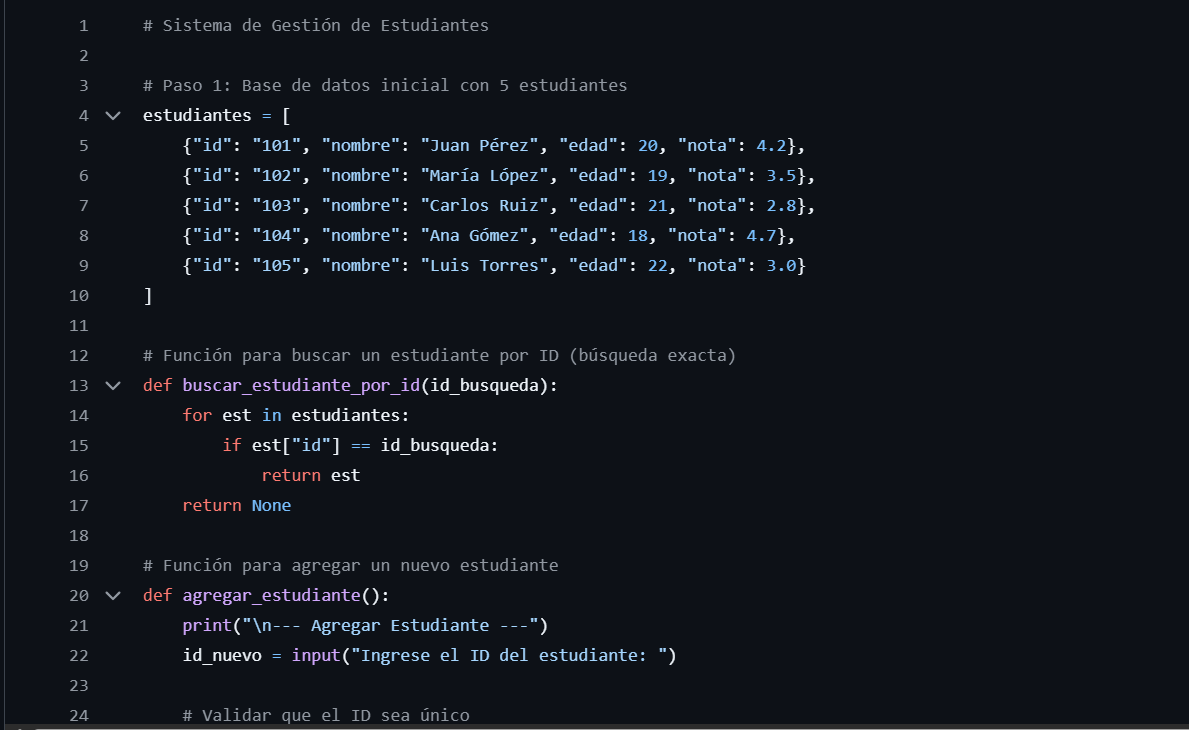 1 # Sistema de Gestión de Estudiantes
2
3 # Paso 1: Base de datos inicial con 5 estudiantes
4 estudiantes = [
5     {"id": "101", "nombre": "Juan Pérez", "edad": 20, "nota": 4.2},
6     {"id": "102", "nombre": "María López", "edad": 19, "nota": 3.5},
7     {"id": "103", "nombre": "Carlos Ruiz", "edad": 21, "nota": 2.8},
8     {"id": "104", "nombre": "Ana Gómez", "edad": 18, "nota": 4.7},
9     {"id": "105", "nombre": "Luis Torres", "edad": 22, "nota": 3.0}
10 ]
11
12 # Función para buscar un estudiante por ID (búsqueda exacta)
13 def buscar_estudiante_por_id(id_busqueda):
14     for est in estudiantes:
15         if est["id"] == id_busqueda:
16             return est
17     return None
18
19 # Función para agregar un nuevo estudiante
20 def agregar_estudiante():
21     print("\n--- Agregar Estudiante ---")
22     id_nuevo = input("Ingrese el ID del estudiante: ")
23
24     # Validar que el ID sea único